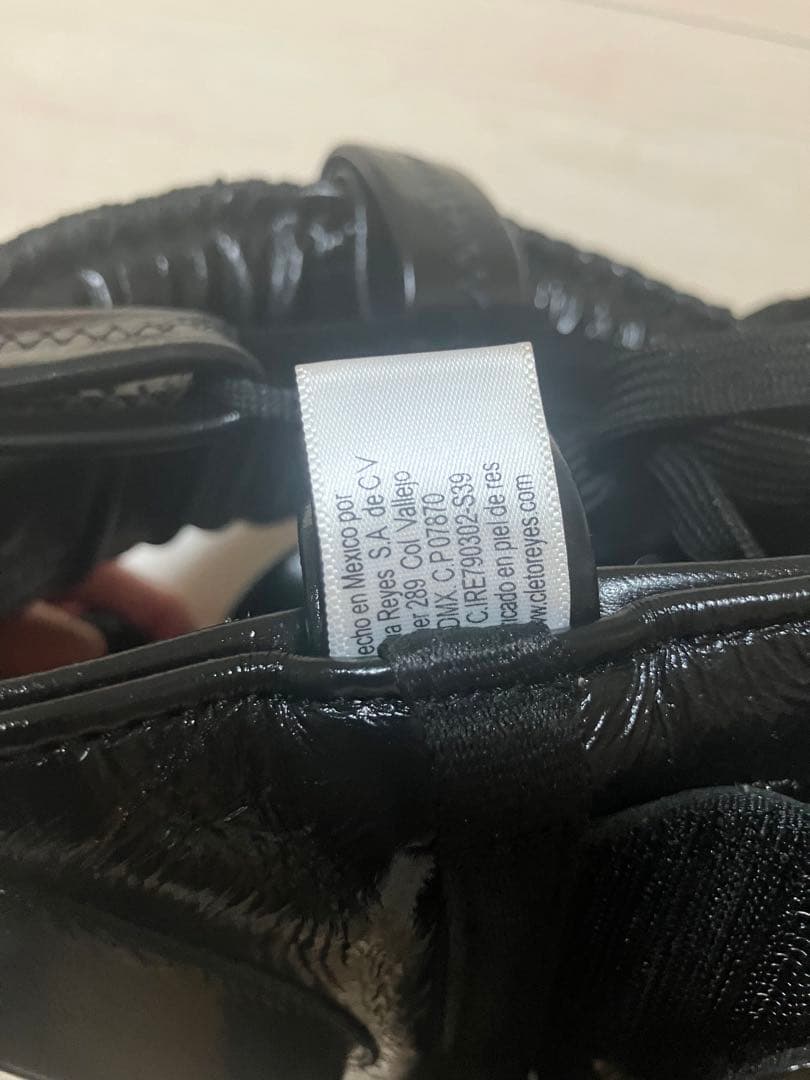 echo en Mexico por
a Reyes S.A. de C V
er 289 Col Vallejo
DMX. C.P 07870
C.IRE790302-S39
icado en piel de res
ww.cletoreyes.com